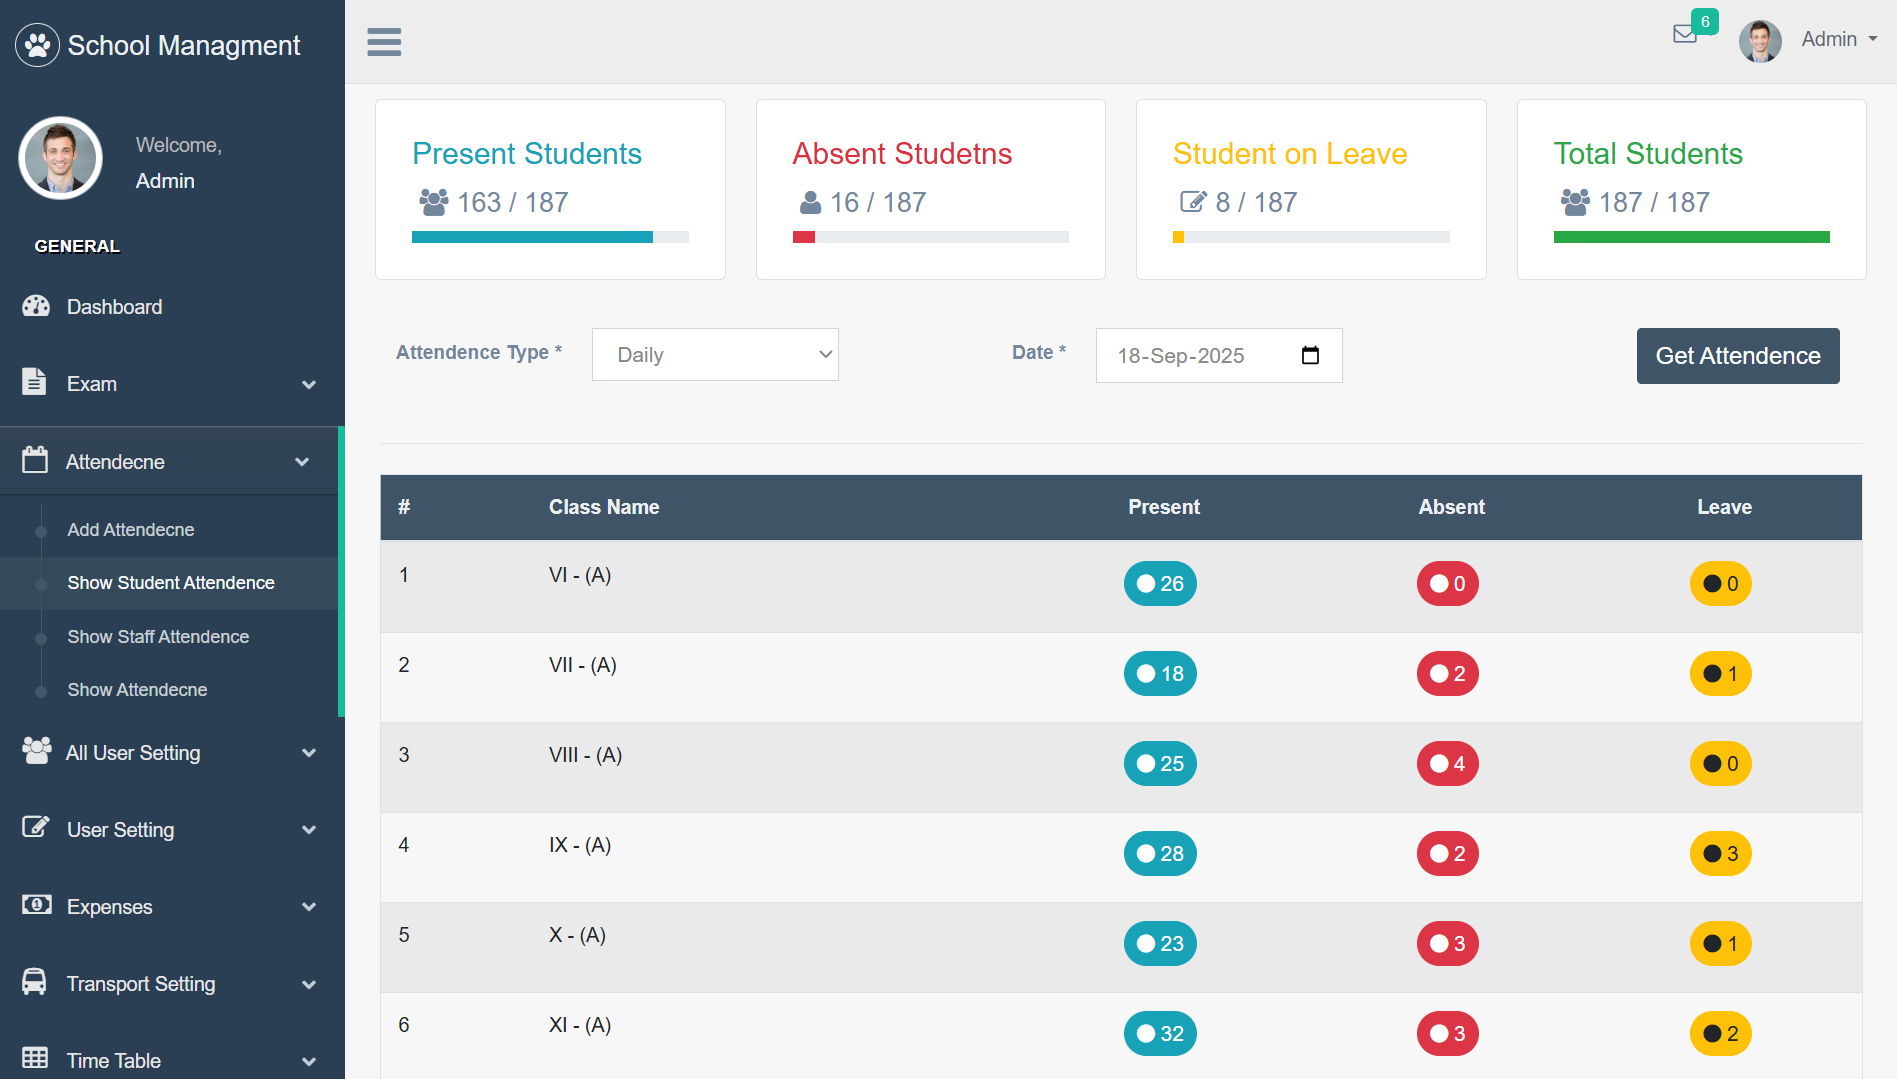 School Managment
6
Admin
Welcome,
Admin
GENERAL
Dashboard
Exam
Attendecne
Add Attendecne
Show Student Attendence
Show Staff Attendence
Show Attendecne
All User Setting
User Setting
Expenses
Transport Setting
Time Table
Present Students
163 / 187
Absent Studetns
16 / 187
Student on Leave
8 / 187
Total Students
187 / 187
Attendence Type *
Daily
Date *
18-Sep-2025
Get Attendence
# Class Name Present Absent Leave
1 VI - (A) 26 0 0
2 VII - (A) 18 2 1
3 VIII - (A) 25 4 0
4 IX - (A) 28 2 3
5 X - (A) 23 3 1
6 XI - (A) 32 3 2